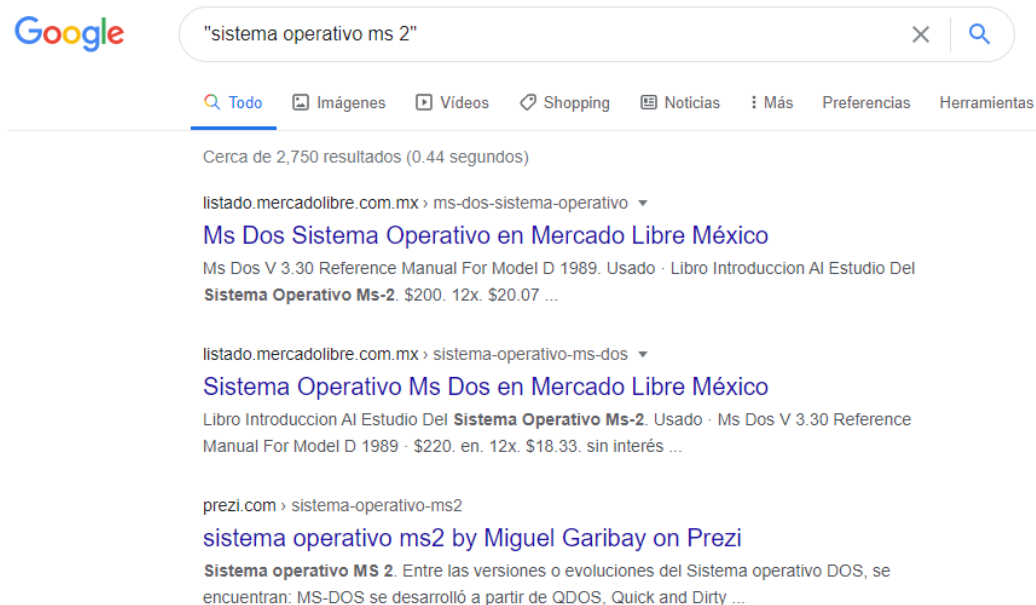 Google
"sistema operativo ms 2"
Todo Imágenes Vídeos Shopping Noticias Más Preferencias Herramientas
Cerca de 2,750 resultados (0.44 segundos)
listado.mercadolibre.com.mx › ms-dos-sistema-operativo
Ms Dos Sistema Operativo en Mercado Libre México
Ms Dos V 3.30 Reference Manual For Model D 1989. Usado · Libro Introduccion Al Estudio Del
Sistema Operativo Ms-2. $200. 12x. $20.07 ...
listado.mercadolibre.com.mx › sistema-operativo-ms-dos
Sistema Operativo Ms Dos en Mercado Libre México
Libro Introduccion Al Estudio Del Sistema Operativo Ms-2. Usado · Ms Dos V 3.30 Reference
Manual For Model D 1989 · $220. en. 12x. $18.33. sin interés ...
prezi.com › sistema-operativo-ms2
sistema operativo ms2 by Miguel Garibay on Prezi
Sistema operativo MS 2. Entre las versiones o evoluciones del Sistema operativo DOS, se
encuentran: MS-DOS se desarrolló a partir de QDOS, Quick and Dirty ...